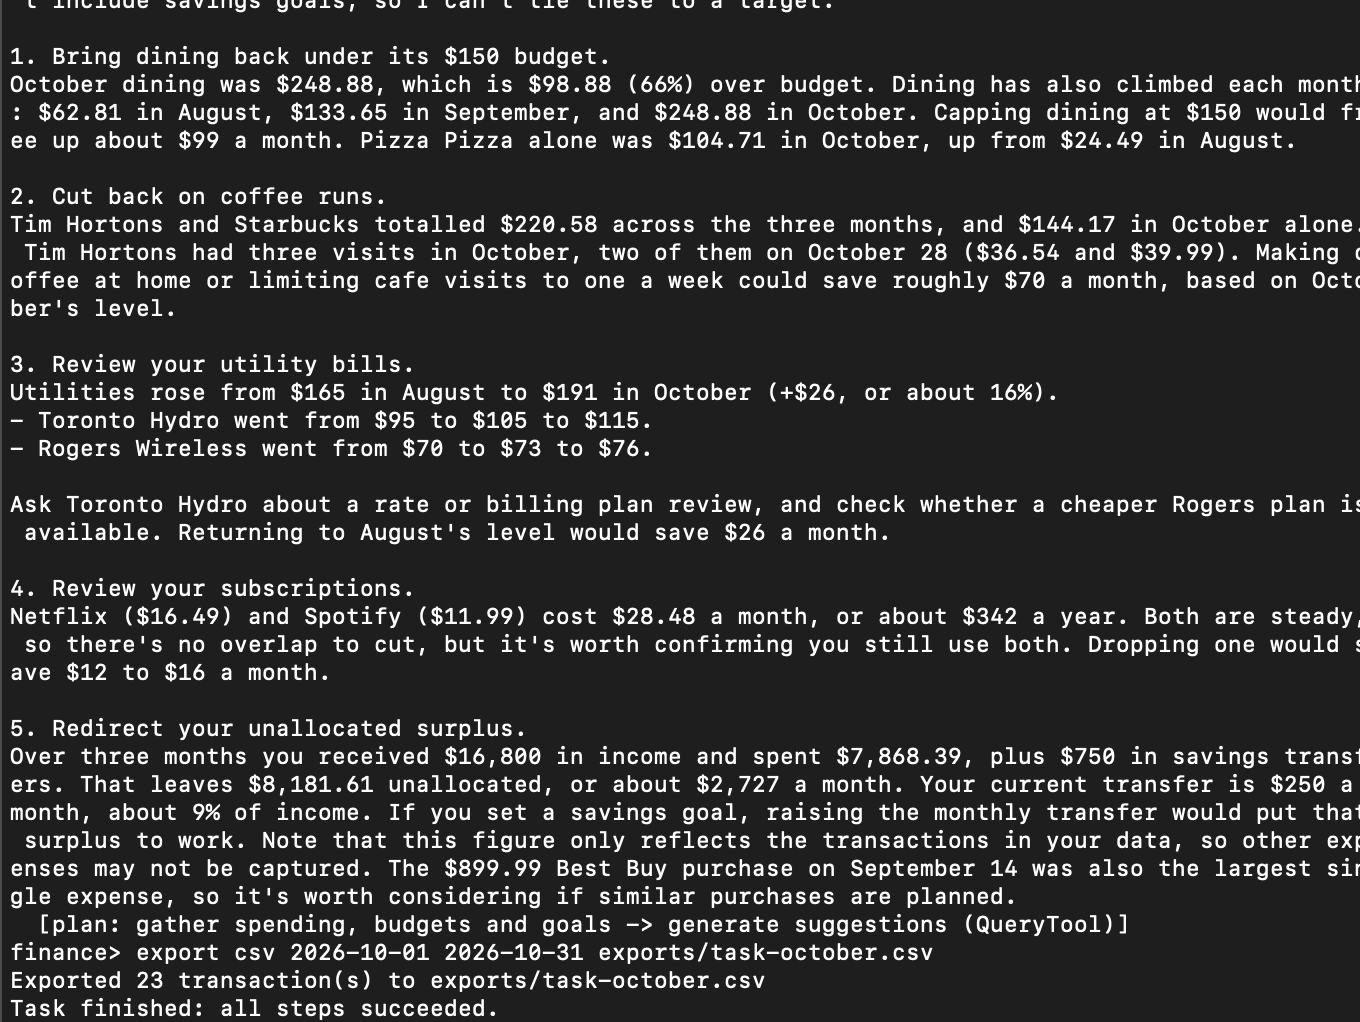 t include savings goals, so I can't tie these to a target.
1. Bring dining back under its $150 budget.
October dining was $248.88, which is $98.88 (66%) over budget. Dining has also climbed each month
: $62.81 in August, $133.65 in September, and $248.88 in October. Capping dining at $150 would fr
ee up about $99 a month. Pizza Pizza alone was $104.71 in October, up from $24.49 in August.
2. Cut back on coffee runs.
Tim Hortons and Starbucks totalled $220.58 across the three months, and $144.17 in October alone.
Tim Hortons had three visits in October, two of them on October 28 ($36.54 and $39.99). Making c
offee at home or limiting cafe visits to one a week could save roughly $70 a month, based on Octo
ber's level.
3. Review your utility bills.
Utilities rose from $165 in August to $191 in October (+$26, or about 16%).
– Toronto Hydro went from $95 to $105 to $115.
– Rogers Wireless went from $70 to $73 to $76.
Ask Toronto Hydro about a rate or billing plan review, and check whether a cheaper Rogers plan is
available. Returning to August's level would save $26 a month.
4. Review your subscriptions.
Netflix ($16.49) and Spotify ($11.99) cost $28.48 a month, or about $342 a year. Both are steady,
so there's no overlap to cut, but it's worth confirming you still use both. Dropping one would s
ave $12 to $16 a month.
5. Redirect your unallocated surplus.
Over three months you received $16,800 in income and spent $7,868.39, plus $750 in savings transf
ers. That leaves $8,181.61 unallocated, or about $2,727 a month. Your current transfer is $250 a
month, about 9% of income. If you set a savings goal, raising the monthly transfer would put that
surplus to work. Note that this figure only reflects the transactions in your data, so other exp
enses may not be captured. The $899.99 Best Buy purchase on September 14 was also the largest sin
gle expense, so it's worth considering if similar purchases are planned.
[plan: gather spending, budgets and goals –> generate suggestions (QueryTool)]
finance> export csv 2026–10–01 2026–10–31 exports/task–october.csv
Exported 23 transaction(s) to exports/task–october.csv
Task finished: all steps succeeded.